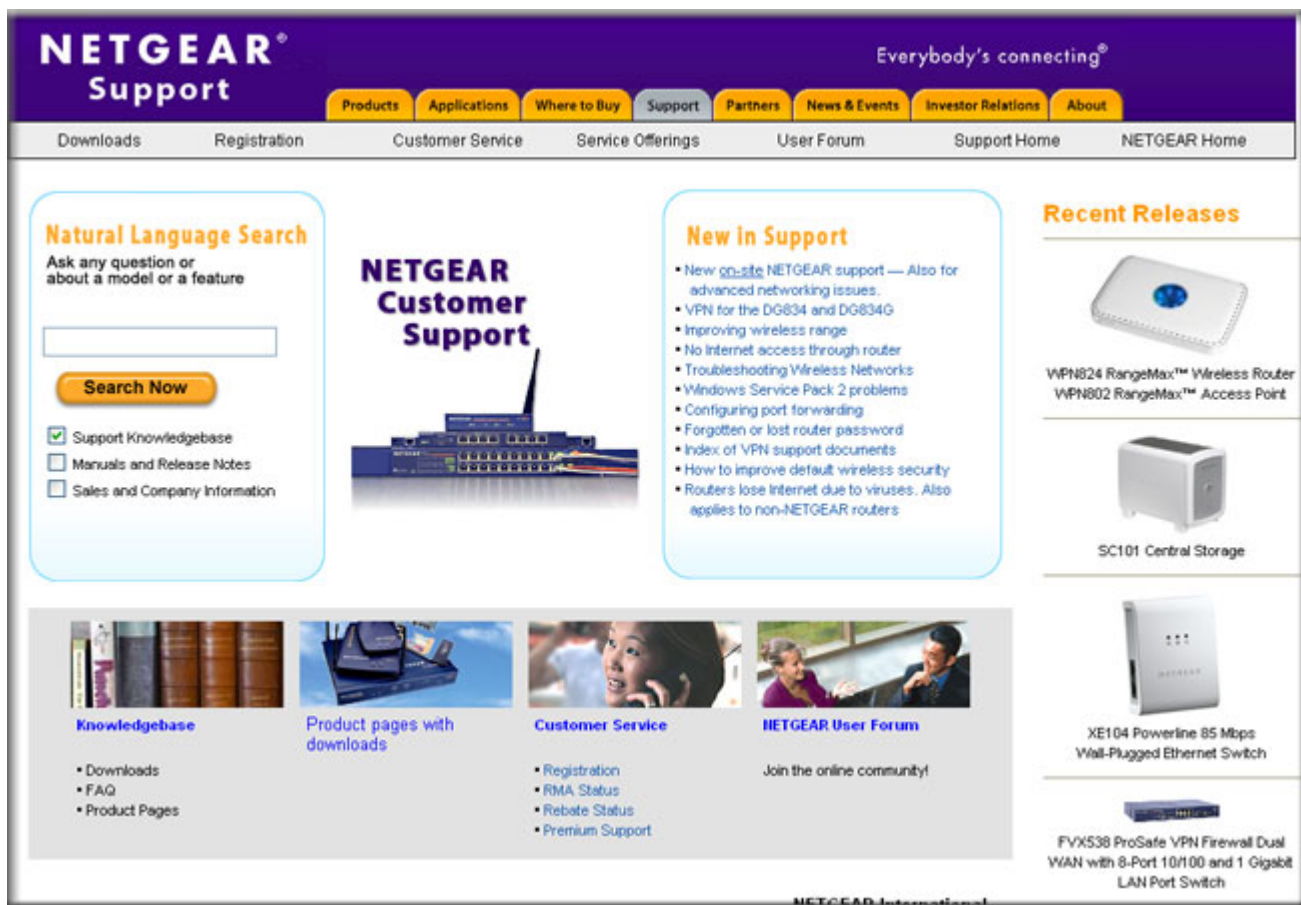 NETGEAR®
Support
Everybody's connecting®
Products Applications Where to Buy Support Partners News & Events Investor Relations About
Downloads Registration Customer Service Service Offerings User Forum Support Home NETGEAR Home
Natural Language Search
Ask any question or
about a model or a feature
Search Now
Support Knowledgebase
Manuals and Release Notes
Sales and Company Information
NETGEAR
Customer
Support
New in Support
New on-site NETGEAR support — Also for
advanced networking issues.
VPN for the DG834 and DG834G
Improving wireless range
No Internet access through router
Troubleshooting Wireless Networks
Windows Service Pack 2 problems
Configuring port forwarding
Forgotten or lost router password
Index of VPN support documents
How to improve default wireless security
Routers lose Internet due to viruses. Also
applies to non-NETGEAR routers
Recent Releases
WPN824 RangeMax™ Wireless Router
WPN802 RangeMax™ Access Point
SC101 Central Storage
NETGEAR
XE104 Powerline 85 Mbps
Wall-Plugged Ethernet Switch
FVX538 ProSafe VPN Firewall Dual
WAN with 8-Port 10/100 and 1 Gigabit
LAN Port Switch
Knowledgebase
Downloads
FAQ
Product Pages
Product pages with
downloads
Customer Service
Registration
RMA Status
Rebate Status
Premium Support
NETGEAR User Forum
Join the online community!
NETGEAR International